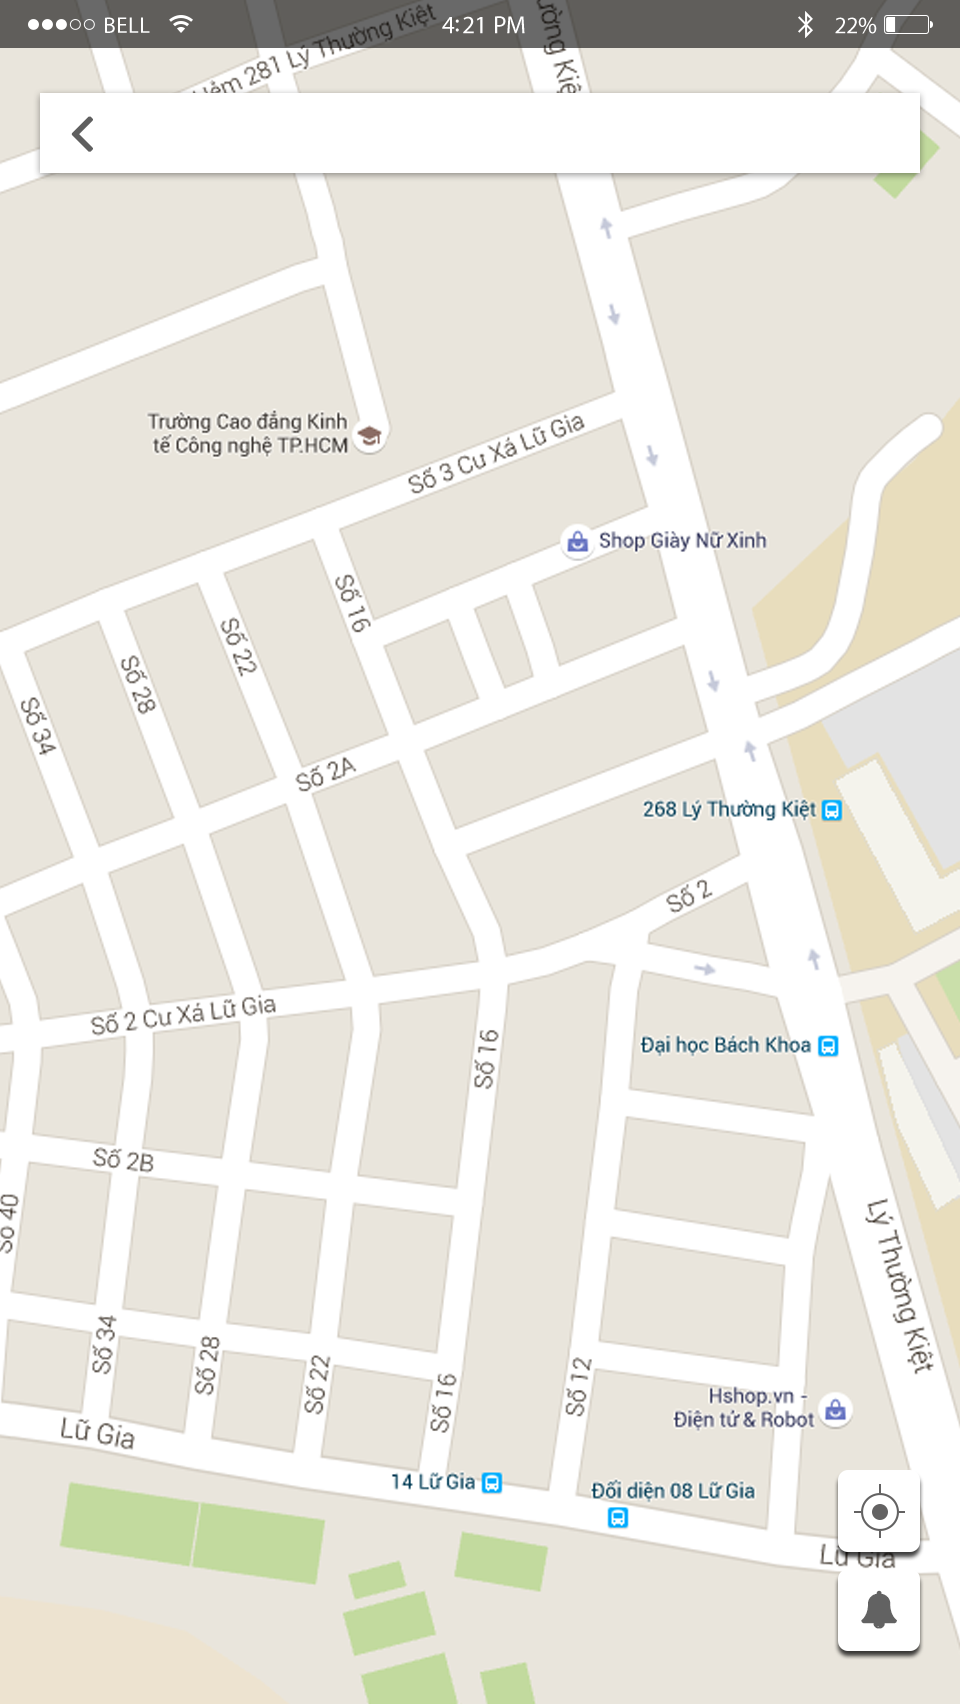 BELL 4:21 PM 22%
Hẻm 281 Lý Thường Kiệt
ường Kiệ
Trường Cao đẳng Kinh
tế Công nghệ TP.HCM
Số 3 Cư Xá Lữ Gia
Shop Giày Nữ Xinh
Số 16
Số 22
Số 28
Số 34
Số 2A
268 Lý Thường Kiệt
Số 2
Số 2 Cư Xá Lữ Gia
Số 16
Đại học Bách Khoa
Số 2B
Số 40
Lý Thường Kiệt
Số 34
Số 28
Số 22
Số 16
Số 12
Hshop.vn -
Điện tử & Robot
Lữ Gia
14 Lữ Gia
Đối diện 08 Lữ Gia
Lữ Gia